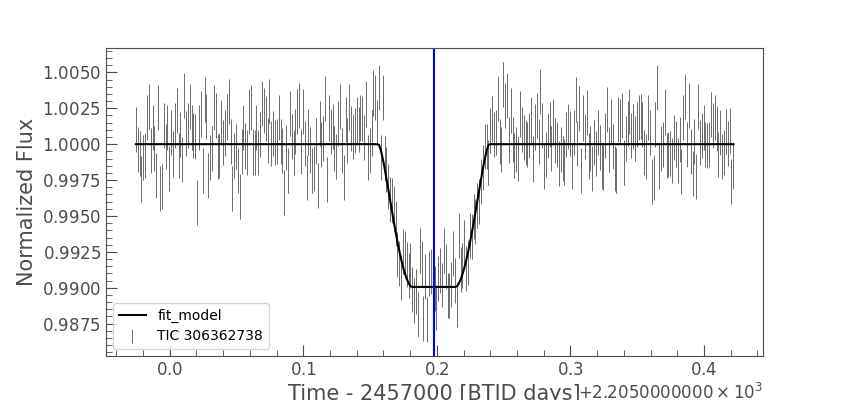 1.0050
1.0025
1.0000
0.9975
0.9950
0.9925
0.9900
0.9875
Normalized Flux
fit_model
TIC 306362738
0.0 0.1 0.2 0.3 0.4
Time - 2457000 [BTJD days]
+2.2050000000 × 10³